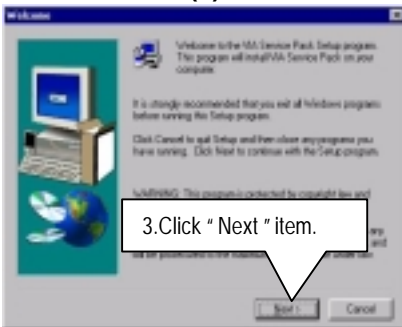 Welcome
Welcome to the VIA Service Pack Setup program.
This program will install VIA Service Pack on your
computer.
It is strongly recommended that you exit all Windows programs
before running this Setup program.
Click Cancel to quit Setup and then close any programs you
have running. Click Next to continue with the Setup program.
WARNING: This program is protected by copyright law and
3.Click " Next " item.
and
Next >
Cancel